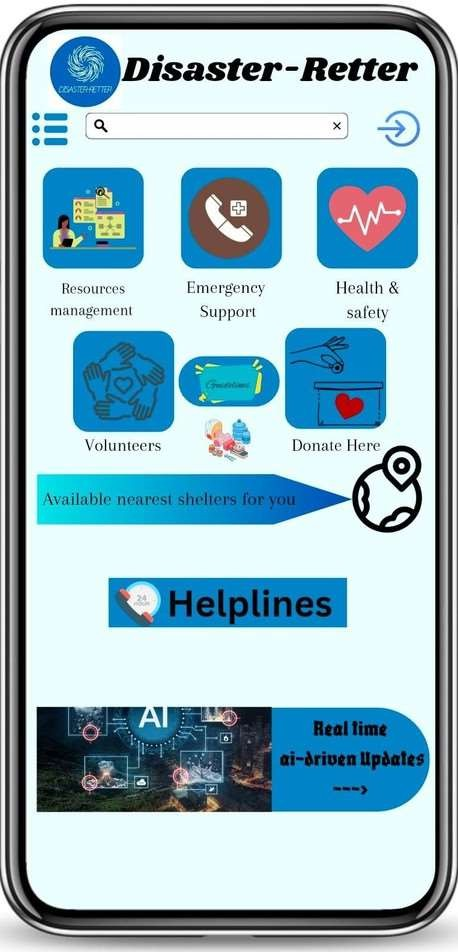 Disaster-Retter
DISASTER-RETTER
Resources
management
Emergency
Support
Health &
safety
Guidelines
Volunteers
Donate Here
Available nearest shelters for you
24
HOUR
Helplines
AI
6
Real time
ai-driven Updates
--->